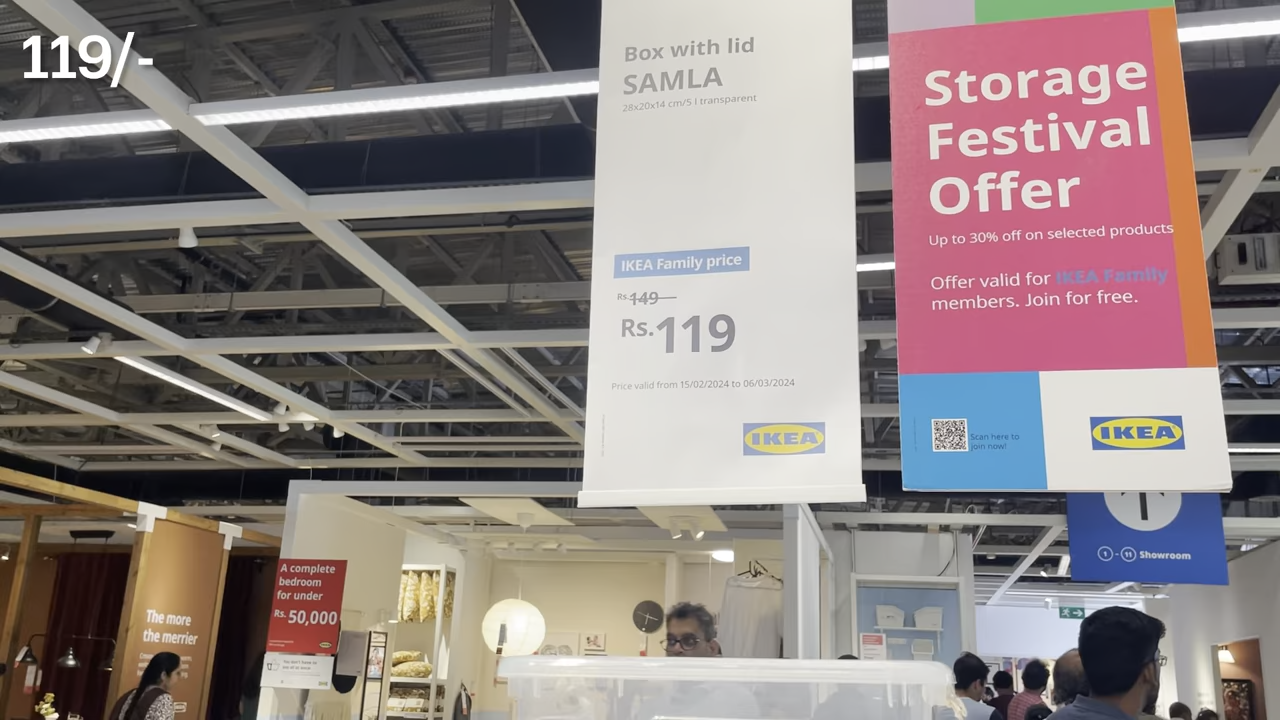 119/-
Box with lid
SAMLA
28x20x14 cm/5 l transparent
IKEA Family price
Rs.149
Rs.119
Price valid from 15/02/2024 to 06/03/2024
IKEA
Storage
Festival
Offer
Up to 30% off on selected products
Offer valid for IKEA Family
members. Join for free.
Scan here to
join now!
IKEA
1 - 11 Showroom
A complete
bedroom
for under
Rs. 50,000
The more
the merrier